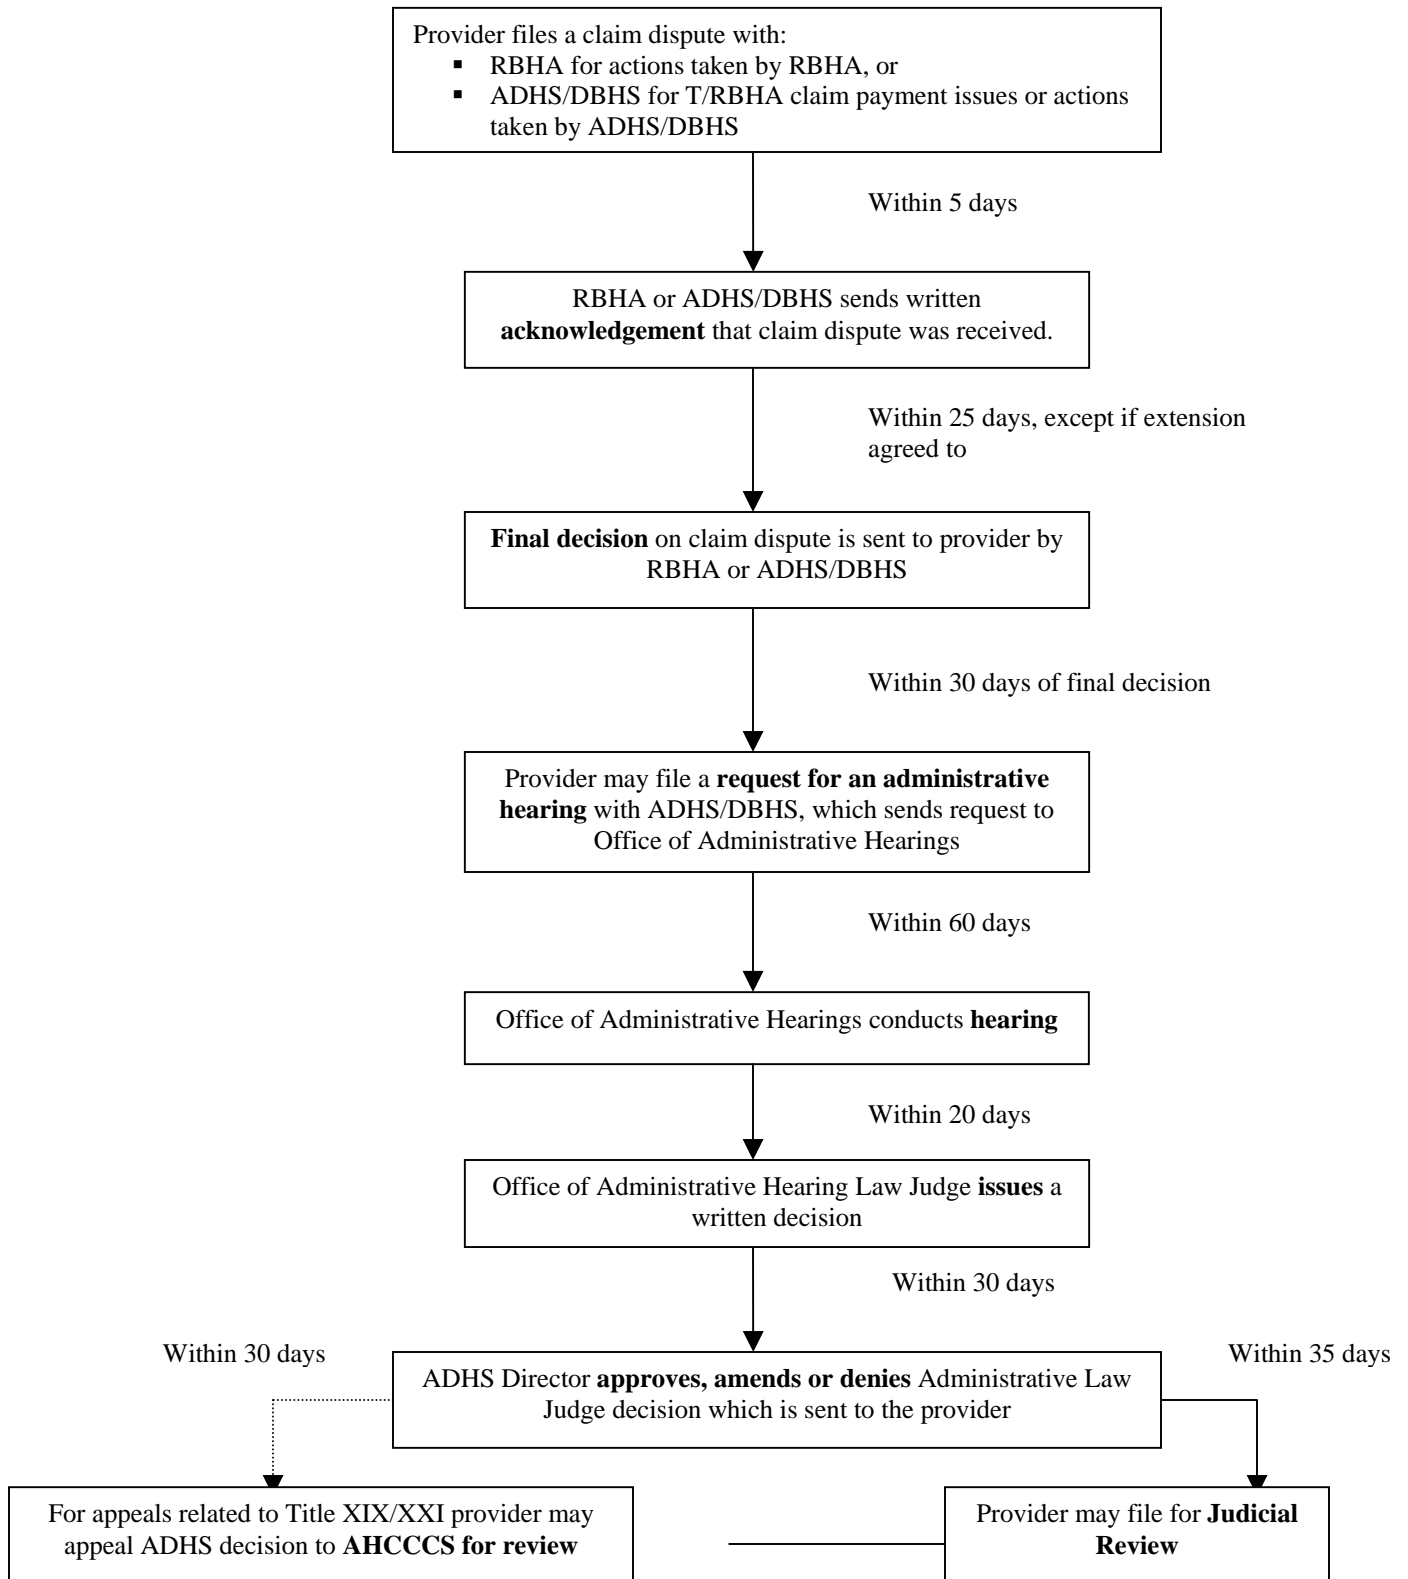 Provider files a claim dispute with:
▪ RBHA for actions taken by RBHA, or
▪ ADHS/DBHS for T/RBHA claim payment issues or actions
taken by ADHS/DBHS
Within 5 days
RBHA or ADHS/DBHS sends written
acknowledgement that claim dispute was received.
Within 25 days, except if extension
agreed to
Final decision on claim dispute is sent to provider by
RBHA or ADHS/DBHS
Within 30 days of final decision
Provider may file a request for an administrative
hearing with ADHS/DBHS, which sends request to
Office of Administrative Hearings
Within 60 days
Office of Administrative Hearings conducts hearing
Within 20 days
Office of Administrative Hearing Law Judge issues a
written decision
Within 30 days
Within 30 days
Within 35 days
ADHS Director approves, amends or denies Administrative Law
Judge decision which is sent to the provider
For appeals related to Title XIX/XXI provider may
appeal ADHS decision to AHCCCS for review
Provider may file for Judicial
Review